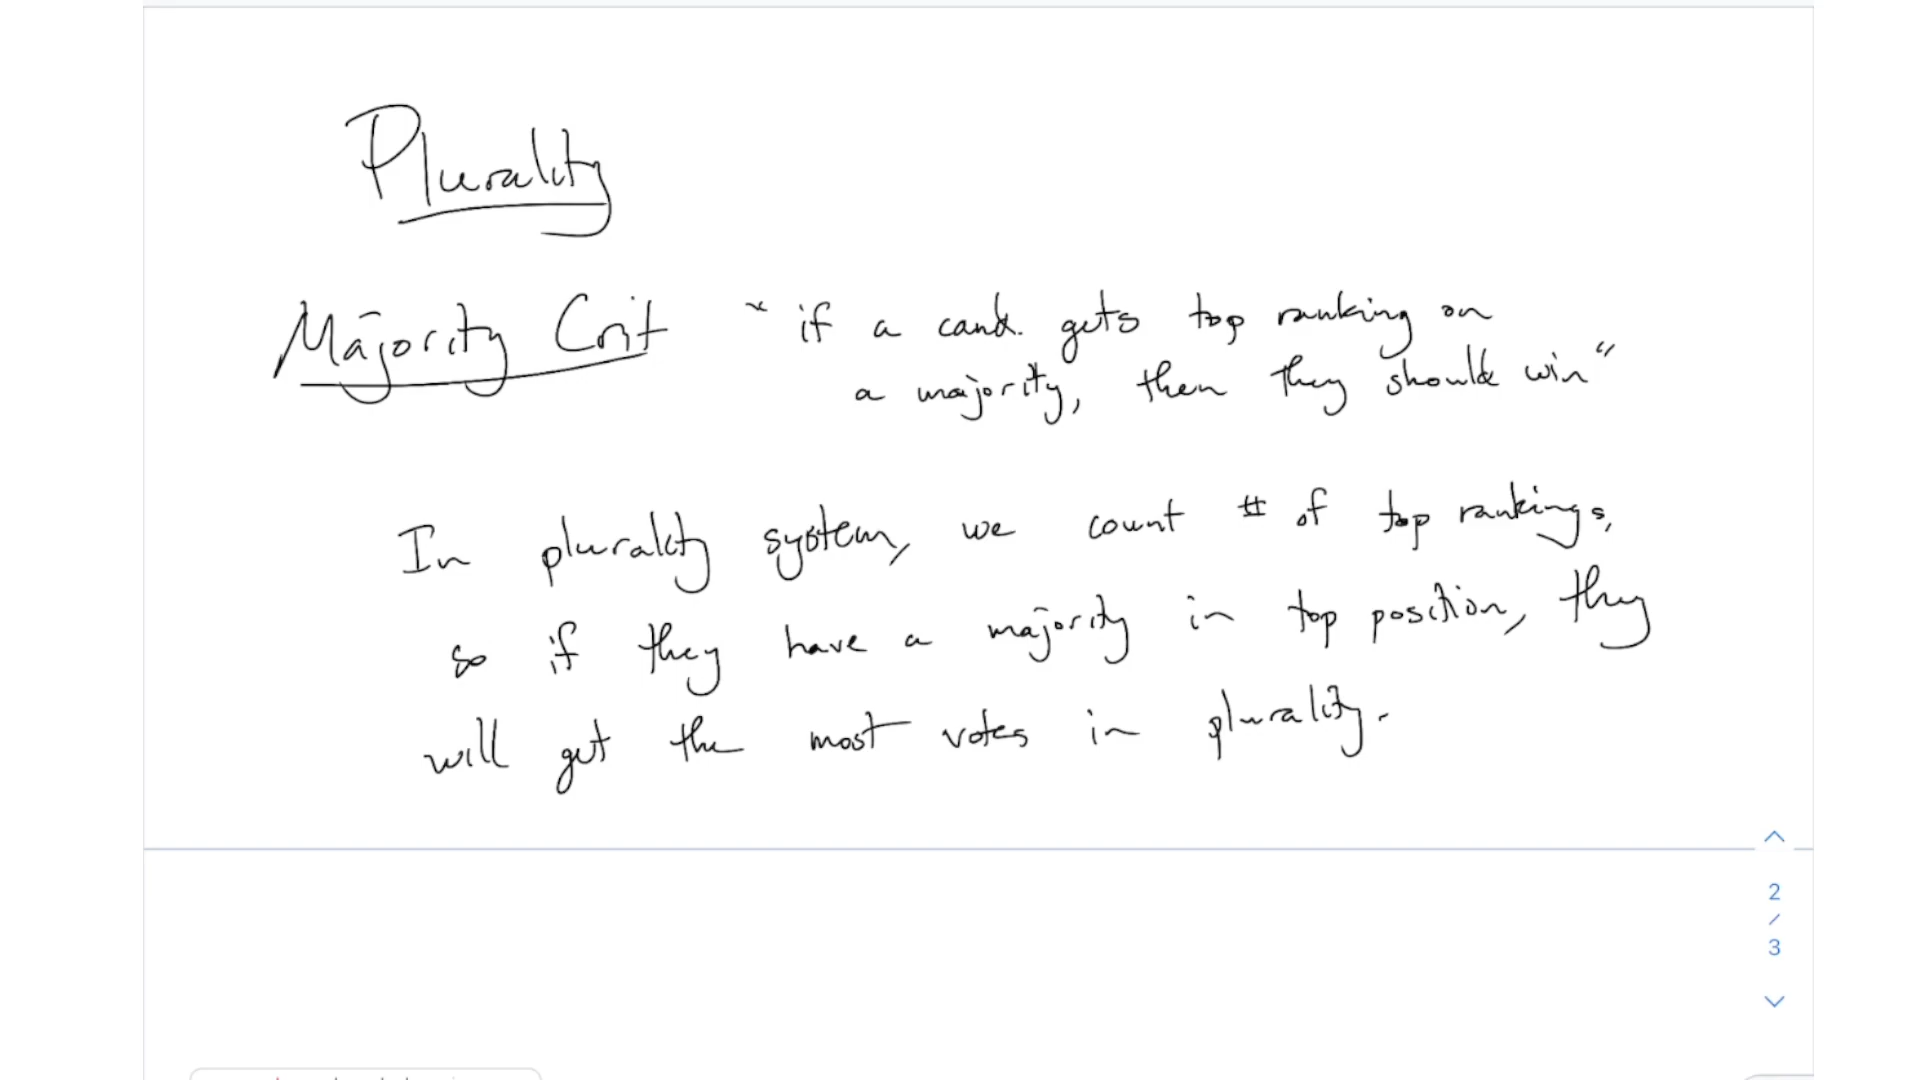 Plurality
Majority Crit "if a cand. gets top ranking on
a majority, then they should win"
In plurality system, we count # of top rankings,
so if they have a majority in top position, they
will get the most votes in plurality.
2
/
3